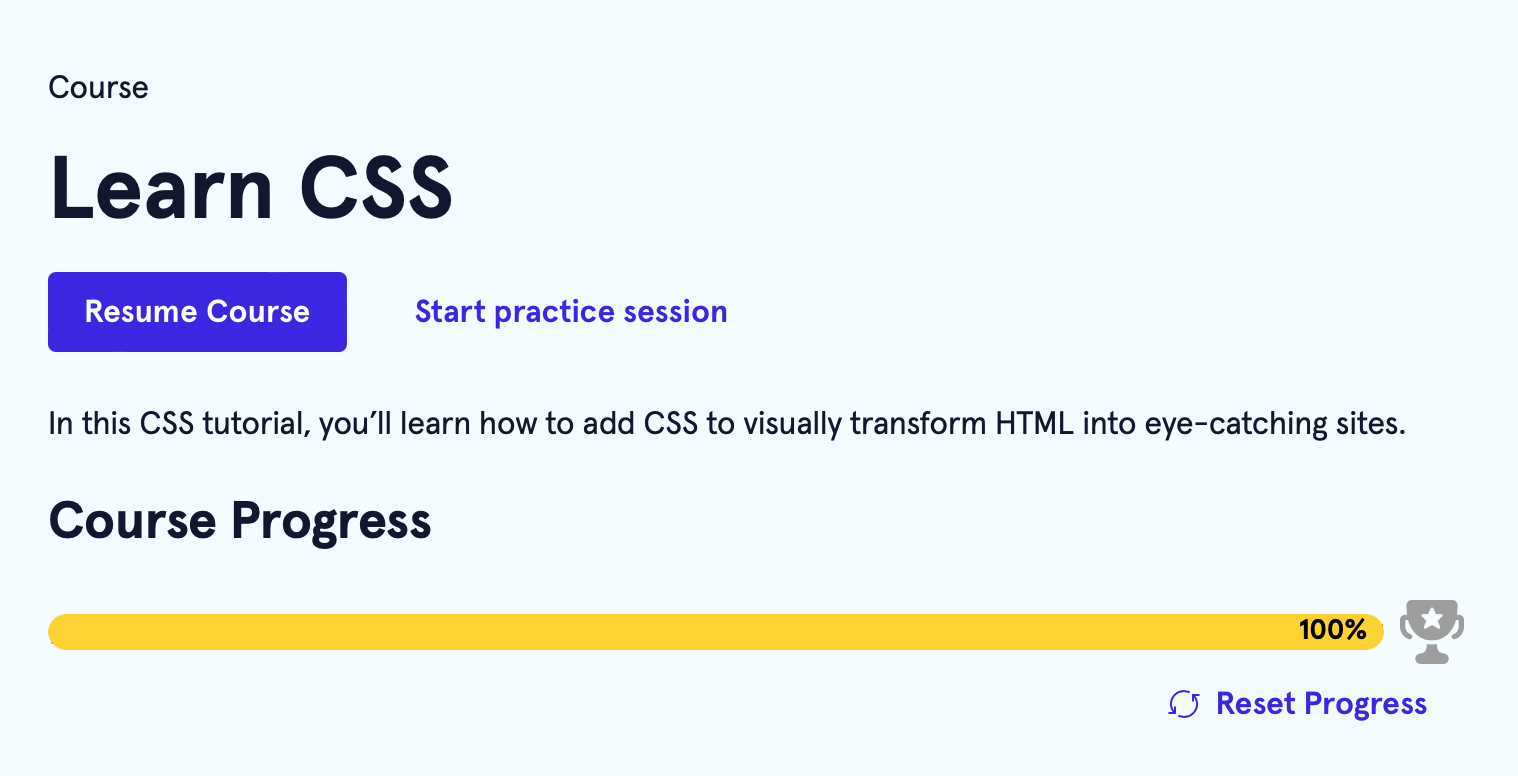 Course
Learn CSS
Resume Course Start practice session
In this CSS tutorial, you’ll learn how to add CSS to visually transform HTML into eye-catching sites.
Course Progress
100%
Reset Progress